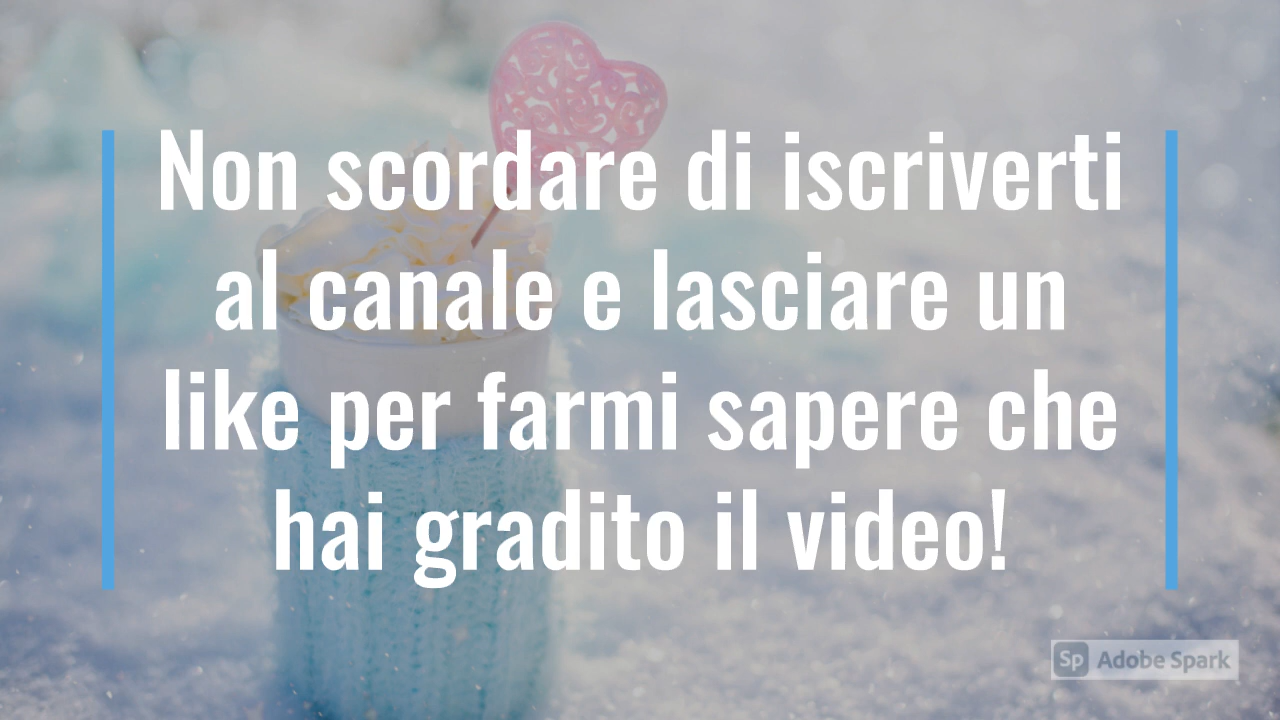 Non scordare di iscriverti
al canale e lasciare un
like per farmi sapere che
hai gradito il video!
Sp Adobe Spark